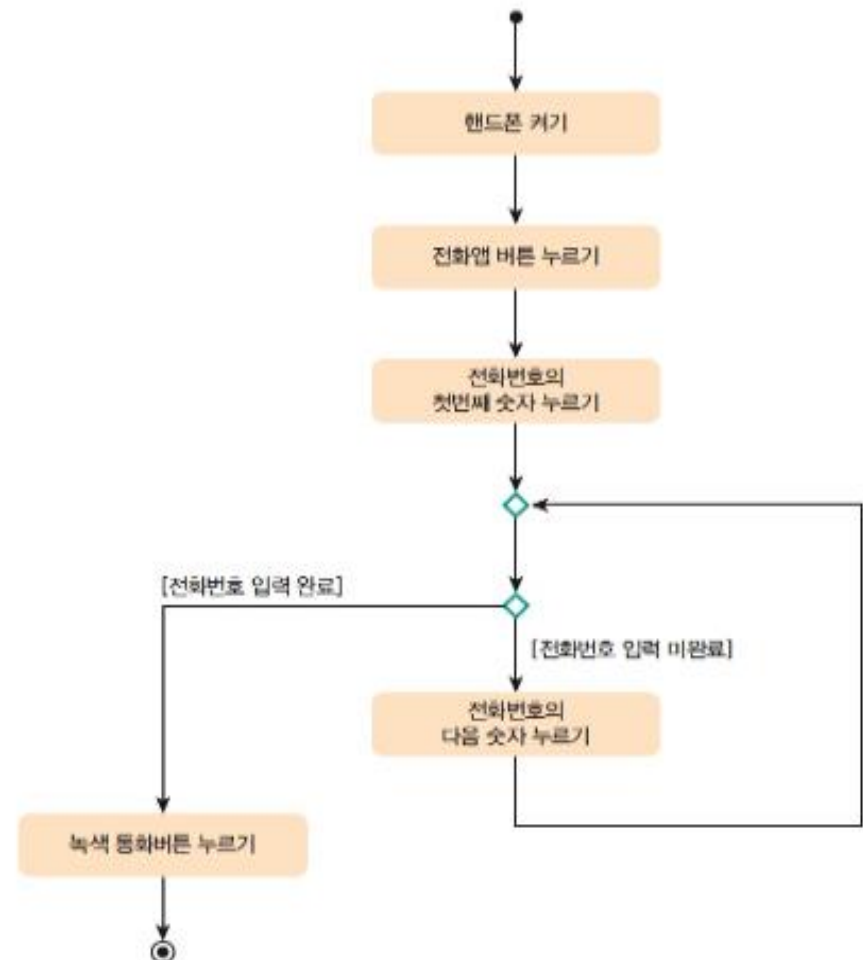 핸드폰 켜기
전화앱 버튼 누르기
전화번호의
첫번째 숫자 누르기
[전화번호 입력 완료]
[전화번호 입력 미완료]
전화번호의
다음 숫자 누르기
녹색 통화버튼 누르기